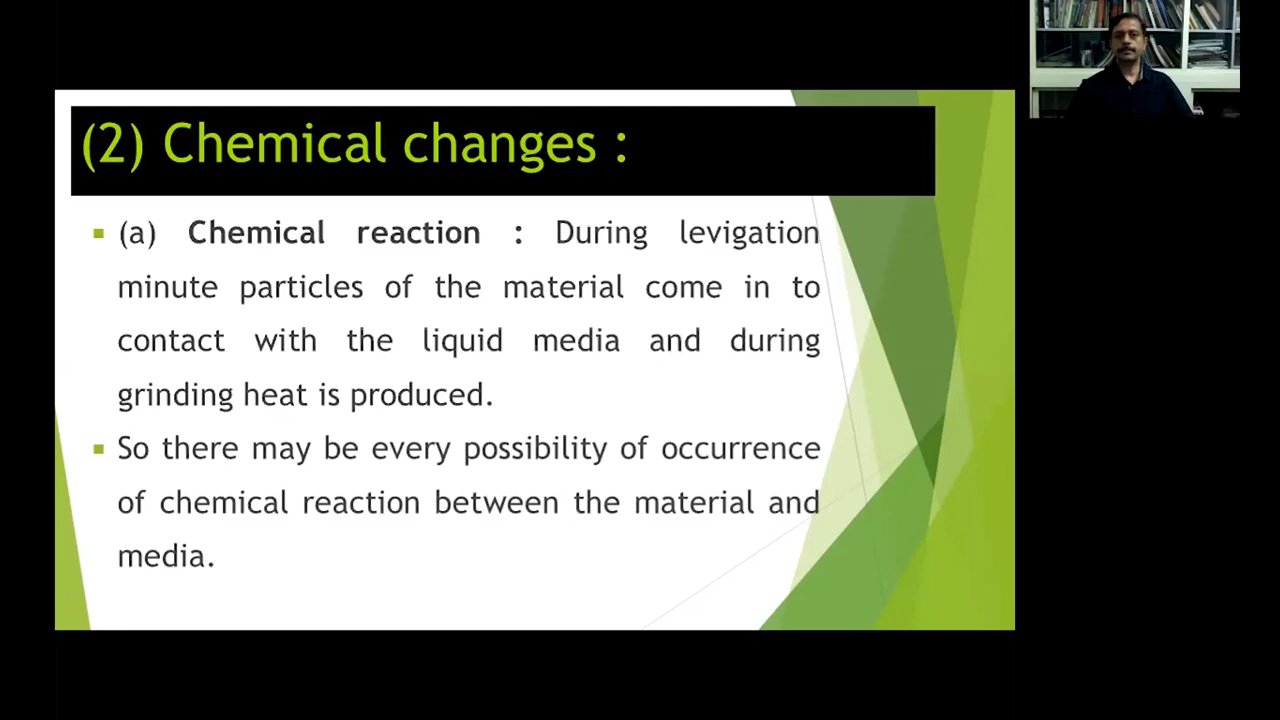 (2) Chemical changes :
(a) Chemical reaction : During levigation
minute particles of the material come in to
contact with the liquid media and during
grinding heat is produced.
So there may be every possibility of occurrence
of chemical reaction between the material and
media.